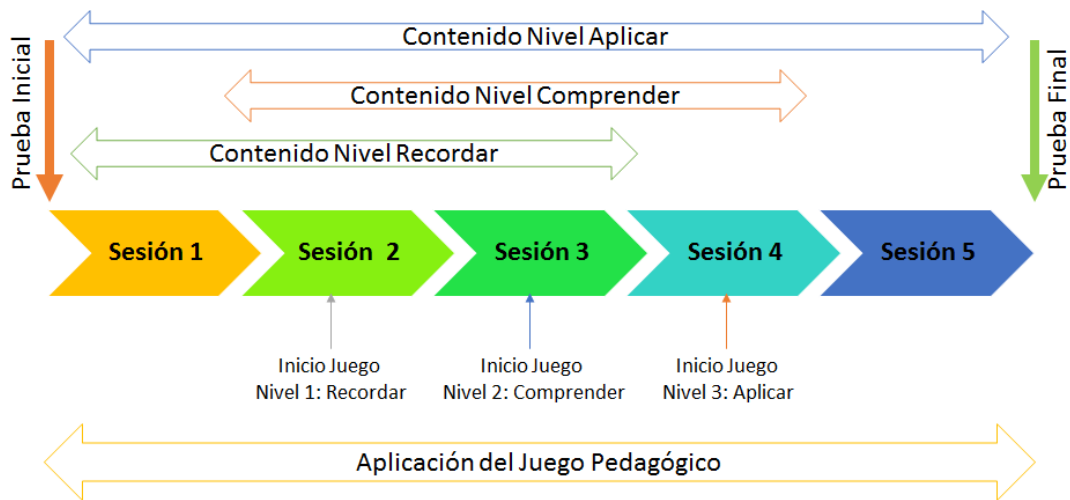 Contenido Nivel Aplicar
Prueba Inicial
Contenido Nivel Comprender
Prueba Final
Contenido Nivel Recordar
Sesión 1
Sesión 2
Sesión 3
Sesión 4
Sesión 5
Inicio Juego
Nivel 1: Recordar
Inicio Juego
Nivel 2: Comprender
Inicio Juego
Nivel 3: Aplicar
Aplicación del Juego Pedagógico